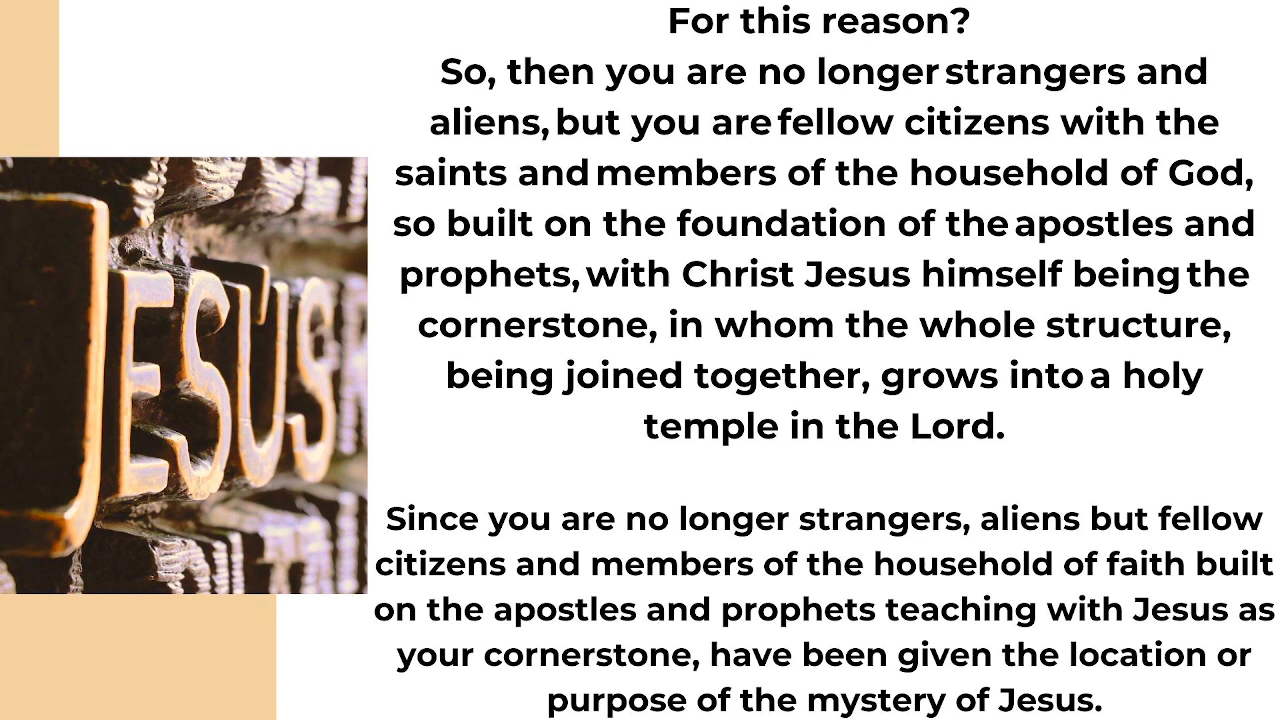 For this reason?
So, then you are no longer strangers and
aliens, but you are fellow citizens with the
saints and members of the household of God,
so built on the foundation of the apostles and
prophets, with Christ Jesus himself being the
cornerstone, in whom the whole structure,
being joined together, grows into a holy
temple in the Lord.
JESUS
Since you are no longer strangers, aliens but fellow
citizens and members of the household of faith built
on the apostles and prophets teaching with Jesus as
your cornerstone, have been given the location or
purpose of the mystery of Jesus.